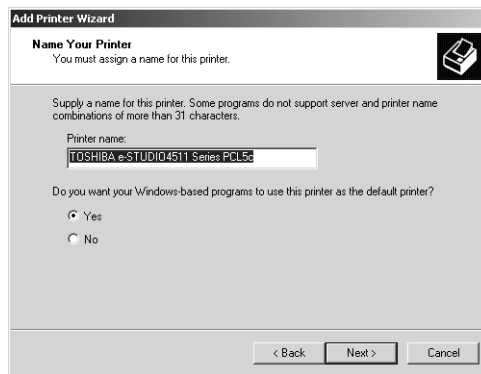 Add Printer Wizard
Name Your Printer
You must assign a name for this printer.
Supply a name for this printer. Some programs do not support server and printer name
combinations of more than 31 characters.
Printer name:
TOSHIBA e-STUDIO4511 Series PCL5c
Do you want your Windows-based programs to use this printer as the default printer?
Yes
No
< Back Next > Cancel